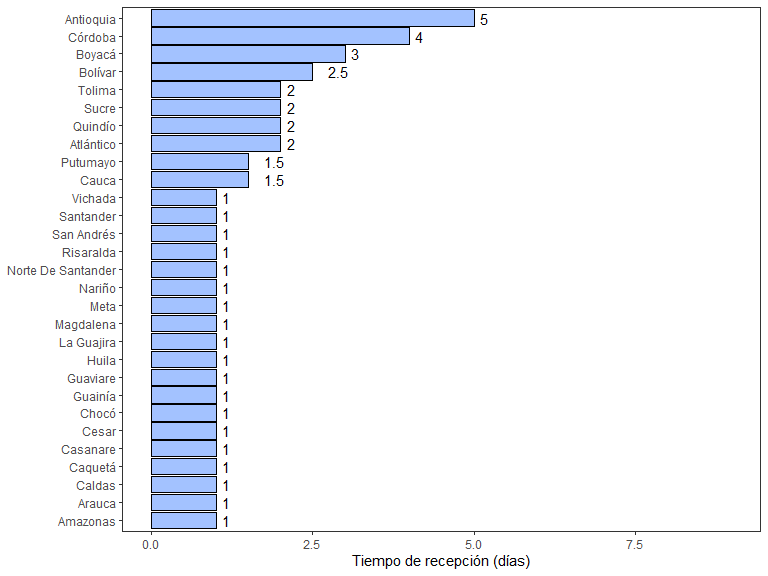 Antioquia 5
Córdoba 4
Boyacá 3
Bolívar 2.5
Tolima 2
Sucre 2
Quindío 2
Atlántico 2
Putumayo 1.5
Cauca 1.5
Vichada 1
Santander 1
San Andrés 1
Risaralda 1
Norte De Santander 1
Nariño 1
Meta 1
Magdalena 1
La Guajira 1
Huila 1
Guaviare 1
Guainía 1
Chocó 1
Cesar 1
Casanare 1
Caquetá 1
Caldas 1
Arauca 1
Amazonas 1
0.0 2.5 5.0 7.5
Tiempo de recepción (días)